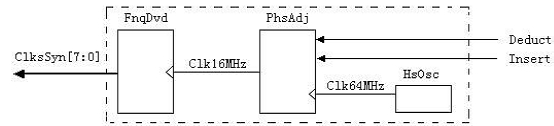 FnqDvd
PhsAdj
ClksSyn[7:0]
Deduct
Clk16MHz
Insert
HsOsc
Clk64MHz